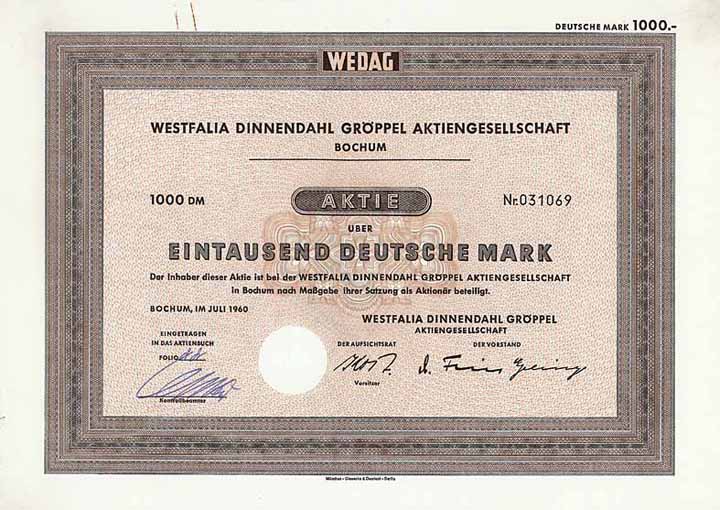 DEUTSCHE MARK 1000.-
WEDAG
WESTFALIA DINNENDAHL GRÖPPEL AKTIENGESELLSCHAFT
BOCHUM
1000 DM
AKTIE
Nr. 031069
ÜBER
EINTAUSEND DEUTSCHE MARK
Der Inhaber dieser Aktie ist bei der WESTFALIA DINNENDAHL GRÖPPEL AKTIENGESELLSCHAFT
in Bochum nach Maßgabe ihrer Satzung als Aktionär beteiligt.
BOCHUM, IM JULI 1960
WESTFALIA DINNENDAHL GRÖPPEL
AKTIENGESELLSCHAFT
EINGETRAGEN
IN DAS AKTIENBUCH
FOLIO
DER AUFSICHTSRAT
DER VORSTAND
Vorsitzer
Kontrollbeamter